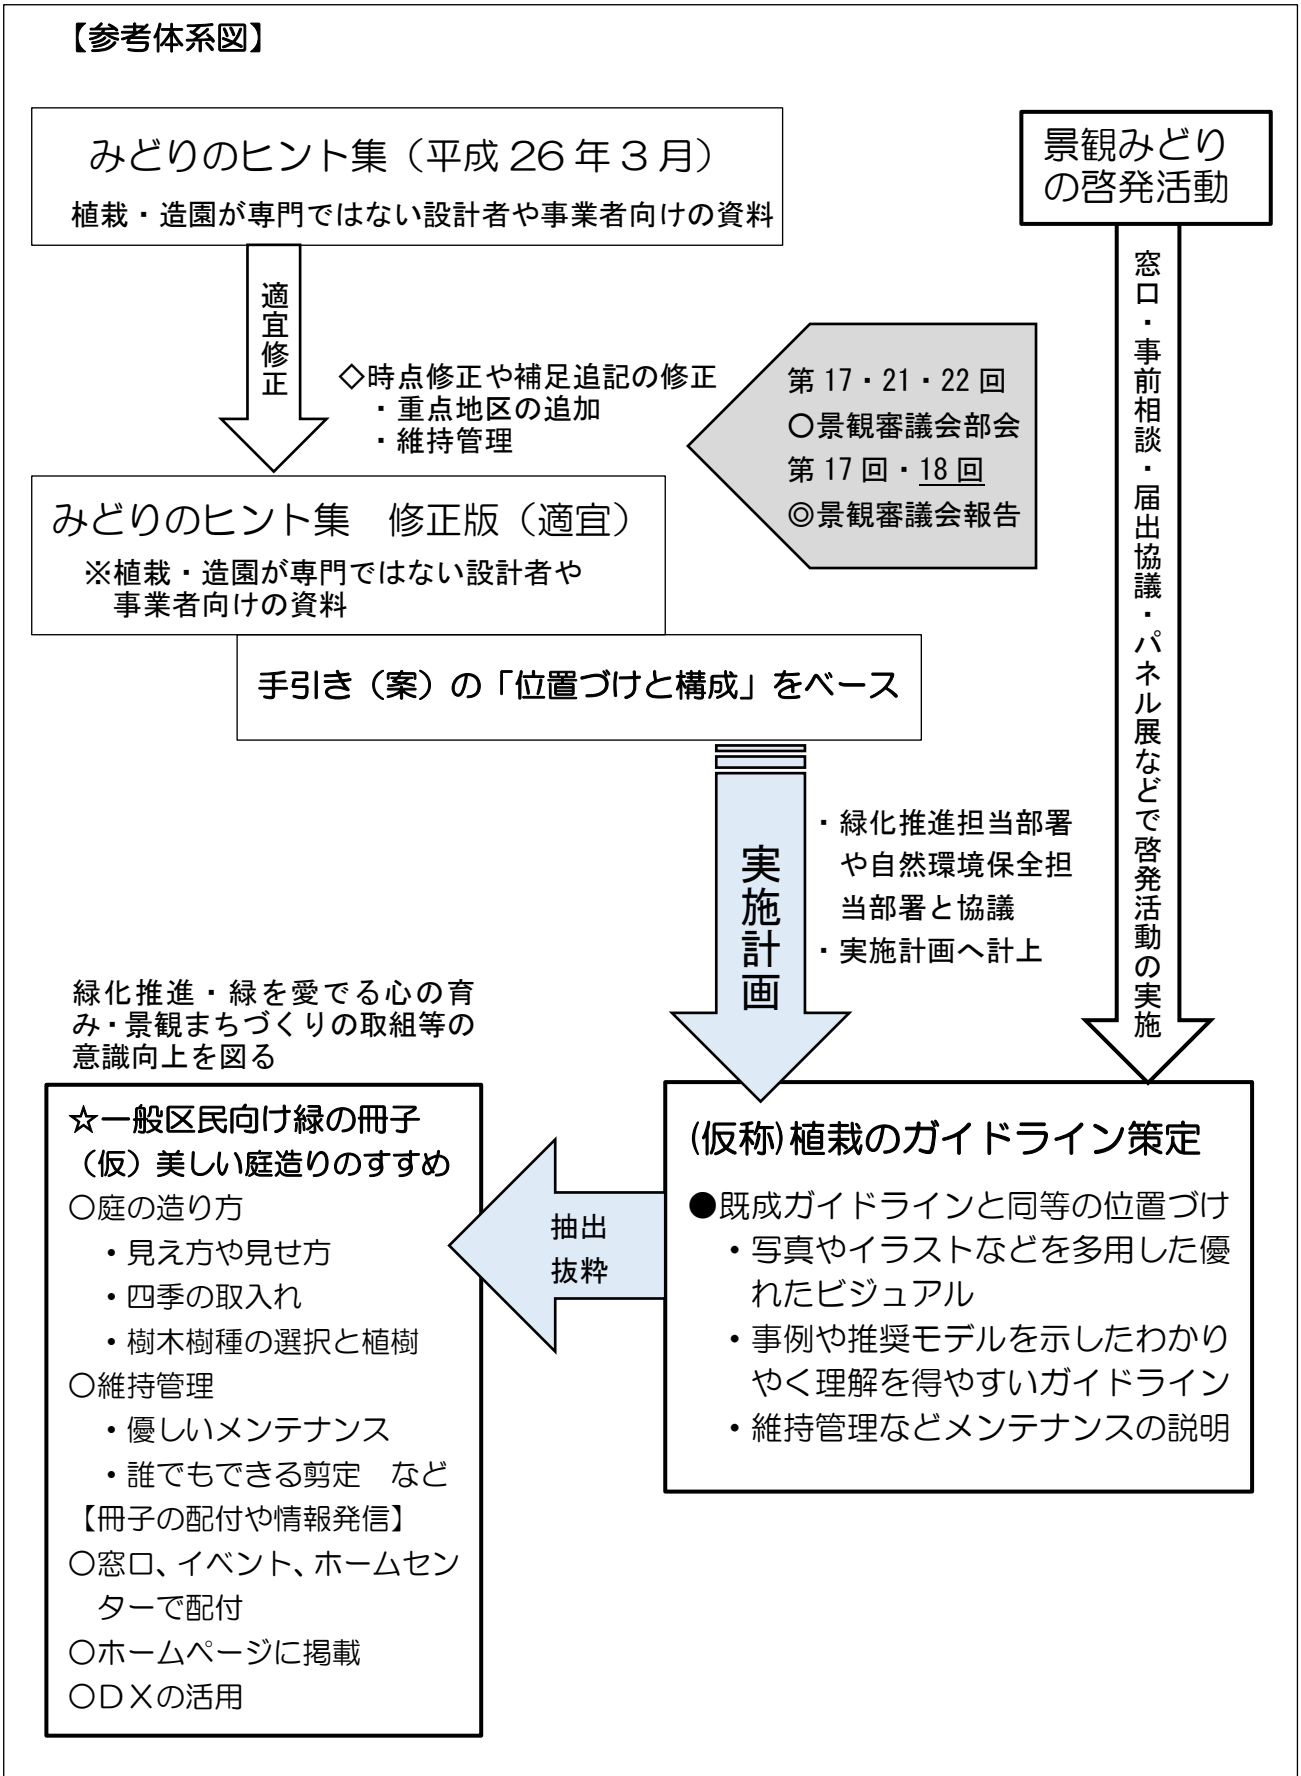 【参考体系図】
みどりのヒント集（平成 26 年 3 月）
植栽・造園が専門ではない設計者や事業者向けの資料
景観みどり
の啓発活動
適宜修正
◇時点修正や補足追記の修正
・重点地区の追加
・維持管理
第 17・21・22 回
〇景観審議会部会
第 17 回・18 回
◎景観審議会報告
窓口・事前相談・届出協議・パネル展などで啓発活動の実施
みどりのヒント集　修正版（適宜）
※植栽・造園が専門ではない設計者や
事業者向けの資料
手引き（案）の「位置づけと構成」をベース
実施計画
・緑化推進担当部署
や自然環境保全担
当部署と協議
・実施計画へ計上
緑化推進・緑を愛でる心の育
み・景観まちづくりの取組等の
意識向上を図る
☆一般区民向け緑の冊子
（仮）美しい庭造りのすすめ
〇庭の造り方
・見え方や見せ方
・四季の取入れ
・樹木樹種の選択と植樹
〇維持管理
・優しいメンテナンス
・誰でもできる剪定　など
【冊子の配付や情報発信】
〇窓口、イベント、ホームセン
ターで配付
〇ホームページに掲載
〇ＤＸの活用
抽出
抜粋
(仮称)植栽のガイドライン策定
●既成ガイドラインと同等の位置づけ
・写真やイラストなどを多用した優
れたビジュアル
・事例や推奨モデルを示したわかり
やく理解を得やすいガイドライン
・維持管理などメンテナンスの説明